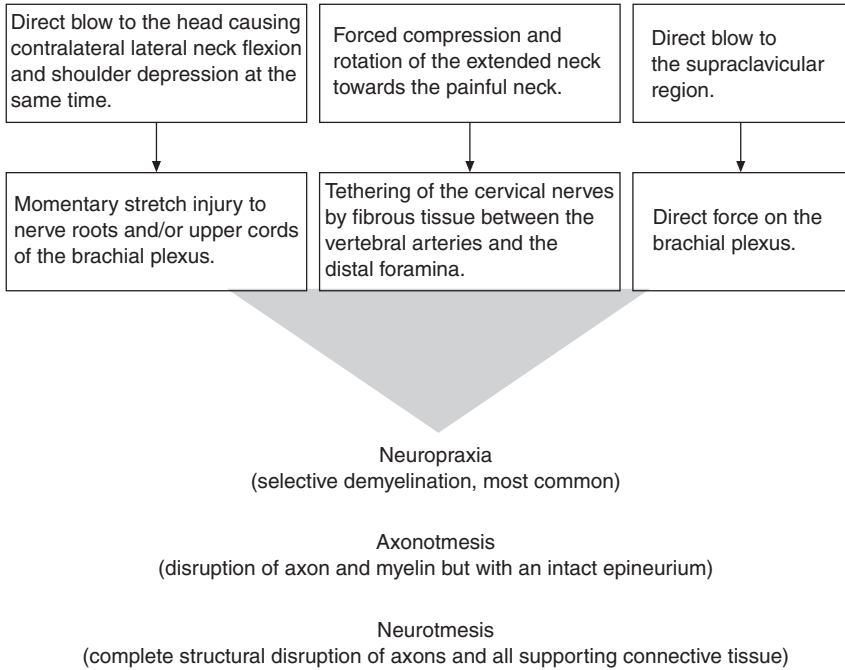 Direct blow to the head causing
contralateral lateral neck flexion
and shoulder depression at the
same time.
Forced compression and
rotation of the extended neck
towards the painful neck.
Direct blow to
the supraclavicular
region.
Momentary stretch injury to
nerve roots and/or upper cords
of the brachial plexus.
Tethering of the cervical nerves
by fibrous tissue between the
vertebral arteries and the
distal foramina.
Direct force on the
brachial plexus.
Neuropraxia
(selective demyelination, most common)
Axonotmesis
(disruption of axon and myelin but with an intact epineurium)
Neurotmesis
(complete structural disruption of axons and all supporting connective tissue)